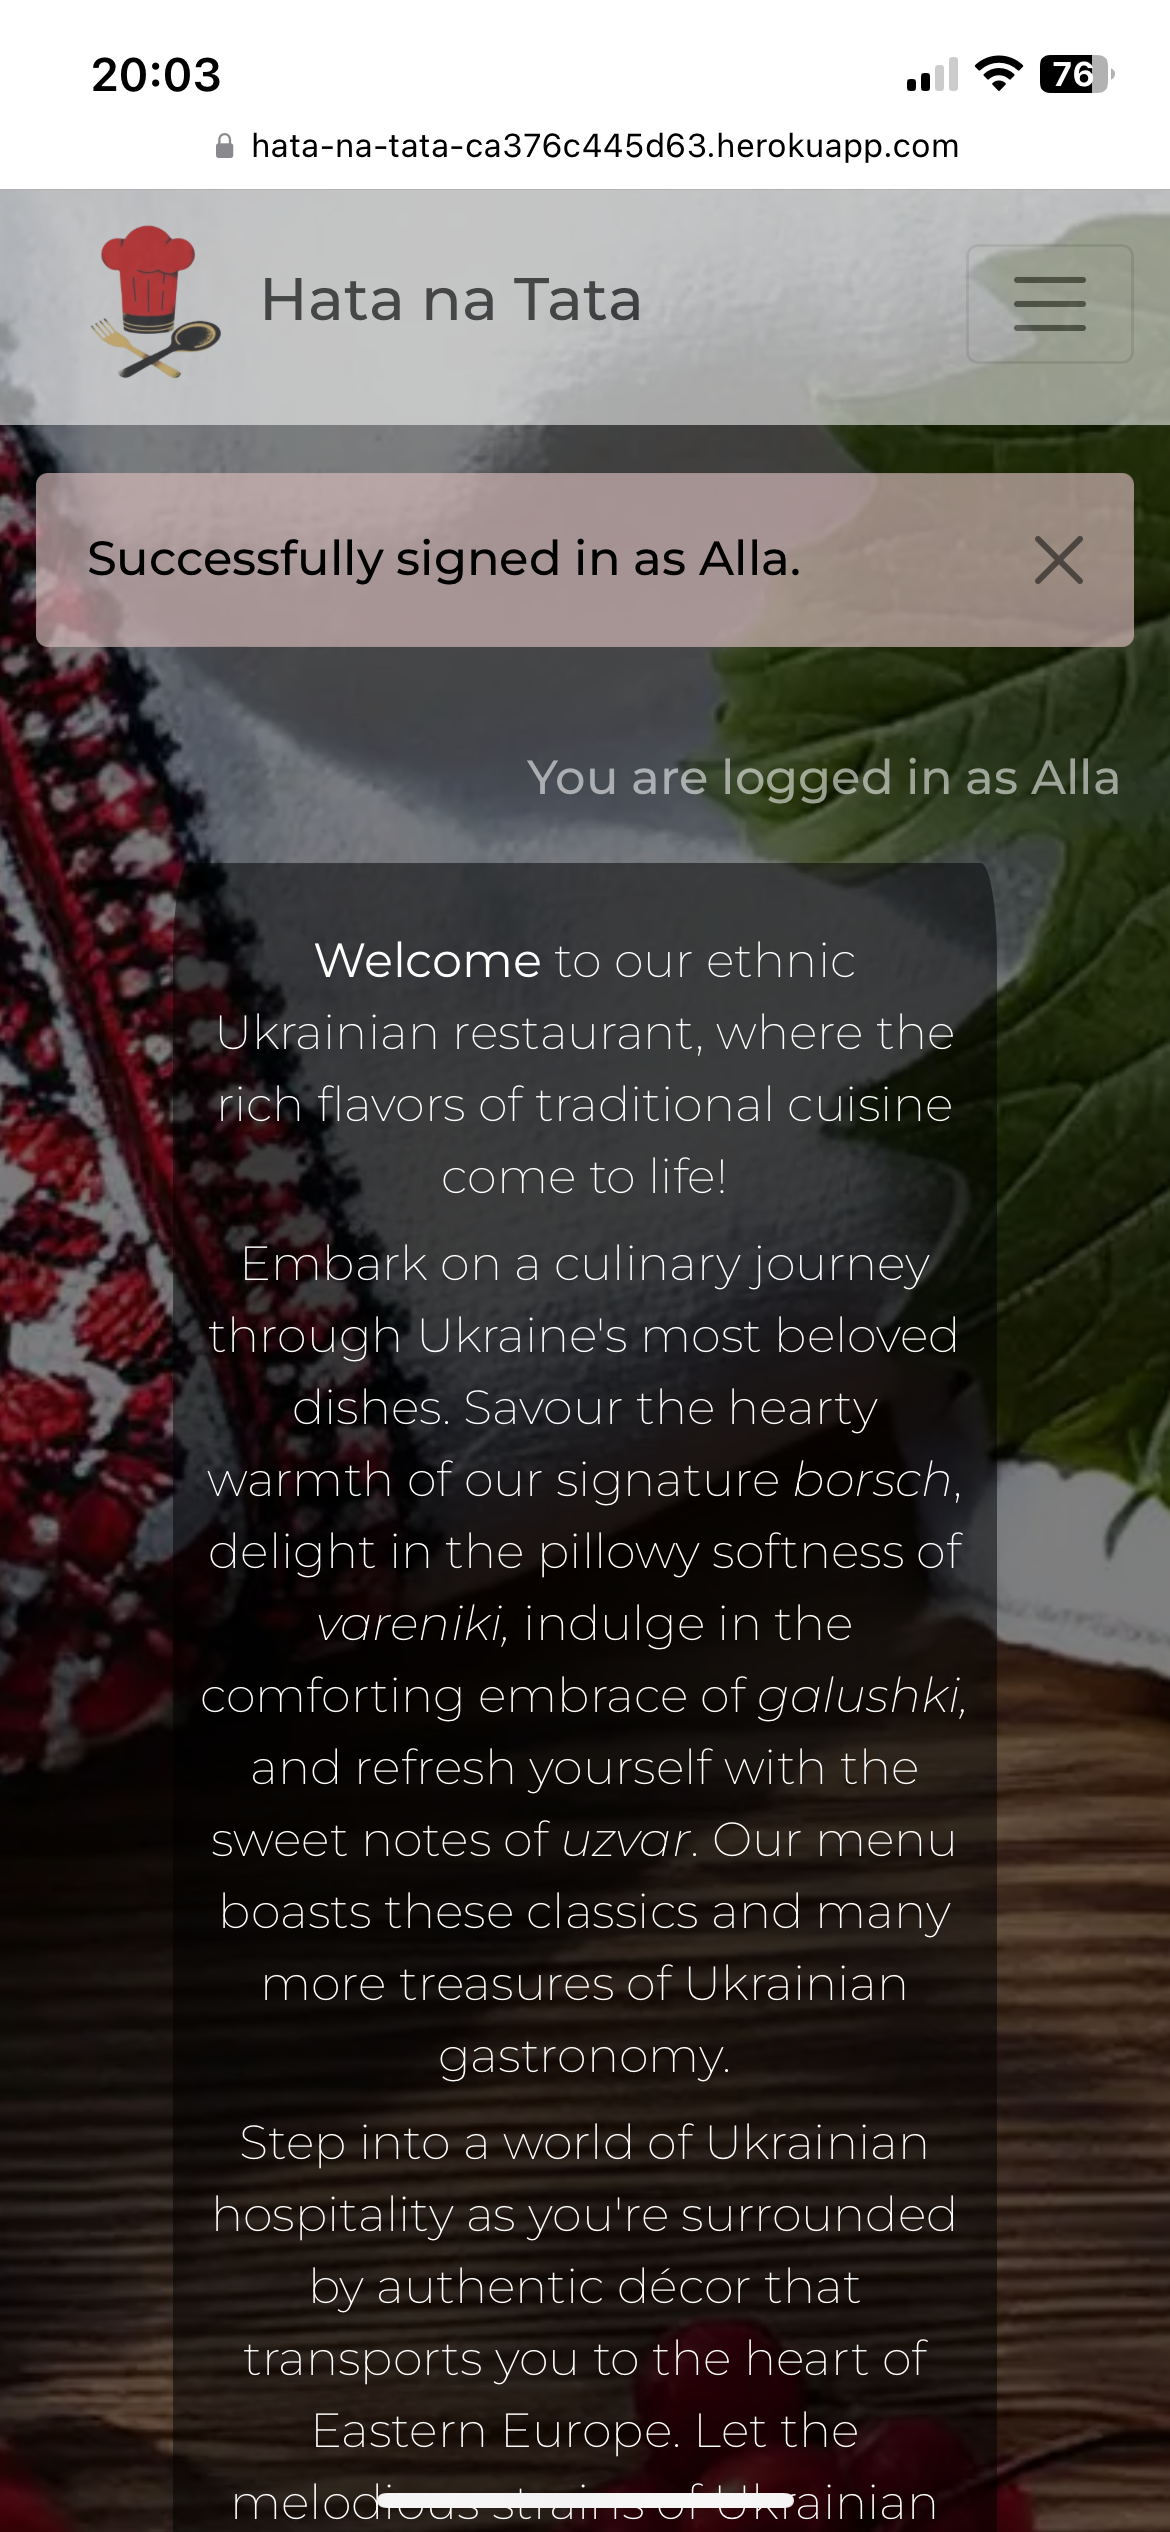 20:03
76
hata-na-tata-ca376c445d63.herokuapp.com
Hata na Tata
Successfully signed in as Alla.
You are logged in as Alla
Welcome to our ethnic
Ukrainian restaurant, where the
rich flavors of traditional cuisine
come to life!
Embark on a culinary journey
through Ukraine's most beloved
dishes. Savour the hearty
warmth of our signature borsch,
delight in the pillowy softness of
vareniki, indulge in the
comforting embrace of galushki,
and refresh yourself with the
sweet notes of uzvar. Our menu
boasts these classics and many
more treasures of Ukrainian
gastronomy.
Step into a world of Ukrainian
hospitality as you're surrounded
by authentic décor that
transports you to the heart of
Eastern Europe. Let the
melodious strains of Ukrainian